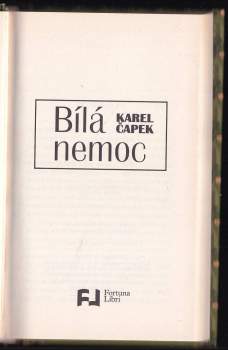 Bílá
KAREL
ČAPEK
nemoc
Fortuna
Libri